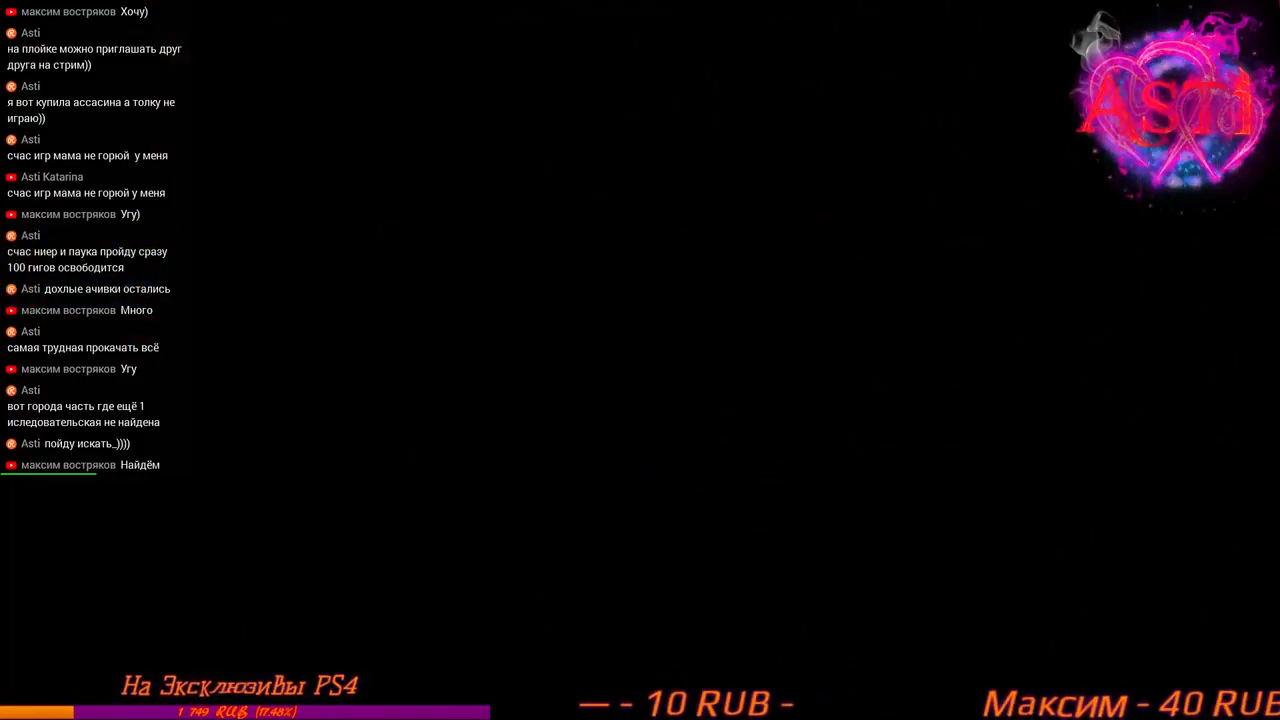 максим востряков Хочу)
Asti
на плойке можно приглашать друг
друга на стрим))
Asti
я вот купила ассасина а толку не
играю))
Asti
счас игр мама не горюй у меня
Asti Katarina
счас игр мама не горюй у меня
максим востряков Угу)
Asti
счас ниер и паука пройду сразу
100 гигов освободится
Asti дохлые ачивки остались
максим востряков Много
Asti
самая трудная прокачать всё
максим востряков Угу
Asti
вот города часть где ещё 1
иследовательская не найдена
Asti пойду искать_))))
максим востряков Найдём
Asti
На Эксклюзивы PS4
1 749 RUB (17.48%)
— - 10 RUB -
Максим - 40 RUB